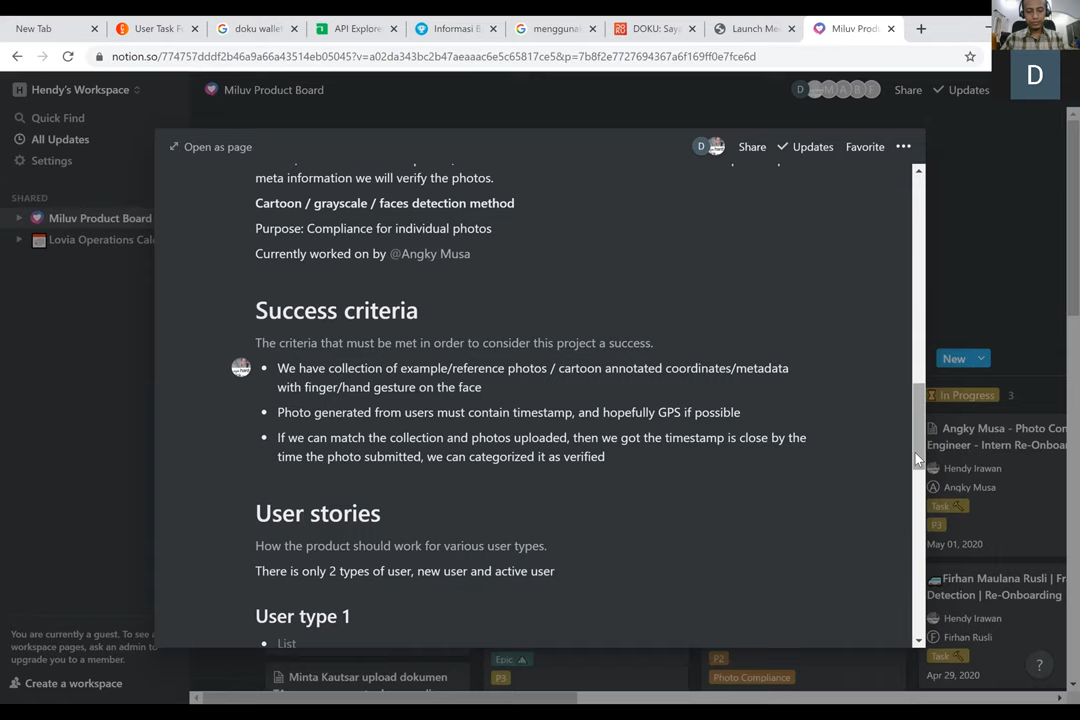 New Tab
User Task F
doku wallet
API Explore
Informasi B
mengguna
DOKU: Say
Launch Me
Miluv Prod
notion.so/774757dddf2b46a9a66a43514eb05045?v=a02da343bc2b47aeaaac6e5c65817ce5&p=7b8f2e7727694367a6f169ff0e7fce6d
D
Hendy's Workspace
Miluv Product Board
D M A B F
Share
Updates
Quick Find
All Updates
Settings
SHARED
Miluv Product Board
Lovia Operations Cal
Open as page
D
Share
Updates
Favorite
meta information we will verify the photos.
Cartoon / grayscale / faces detection method
Purpose: Compliance for individual photos
Currently worked on by @Angky Musa
Success criteria
The criteria that must be met in order to consider this project a success.
• We have collection of example/reference photos / cartoon annotated coordinates/metadata
with finger/hand gesture on the face
• Photo generated from users must contain timestamp, and hopefully GPS if possible
• If we can match the collection and photos uploaded, then we got the timestamp is close by the
time the photo submitted, we can categorized it as verified
User stories
How the product should work for various user types.
There is only 2 types of user, new user and active user
User type 1
• List
New
In Progress 3
Angky Musa - Photo Con
Engineer - Intern Re-Onboa
Hendy Irawan
A Angky Musa
Task
P3
May 01, 2020
Firhan Maulana Rusli | Fr
Detection | Re-Onboarding
Hendy Irawan
F Firhan Rusli
Task
Apr 29, 2020
You are currently a guest. To see a
workspace pages, ask an admin to
upgrade you to a member.
Create a workspace
Minta Kautsar upload dokumen
Epic
P3
P2
Photo Compliance
?